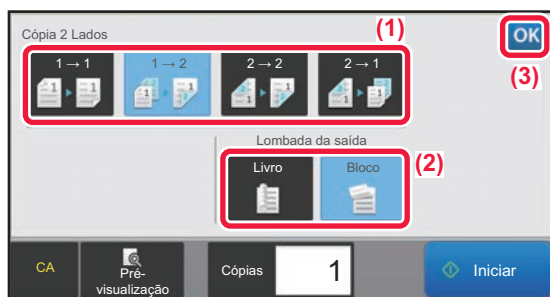 Cópia 2 Lados
(1)
OK
1 → 1
1 → 2
2 → 2
2 → 1
(3)
Lombada da saída
Livro
Bloco
(2)
CA
Pré-
visualização
Cópias
1
Iniciar